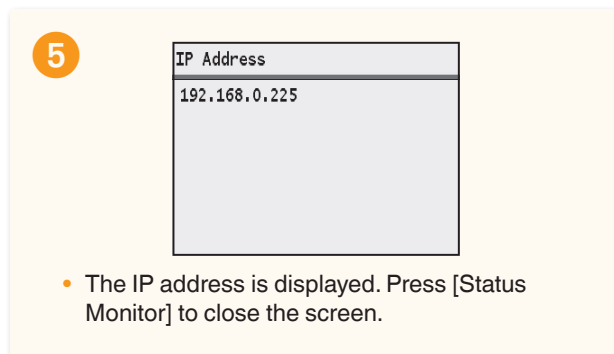 5
IP Address
192.168.0.225
• The IP address is displayed. Press [Status
Monitor] to close the screen.